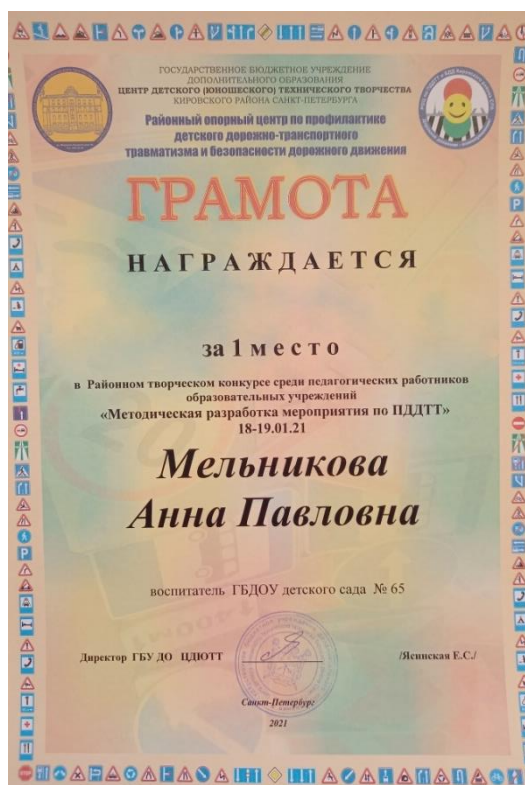 ГОСУДАРСТВЕННОЕ БЮДЖЕТНОЕ УЧРЕЖДЕНИЕ
ДОПОЛНИТЕЛЬНОГО ОБРАЗОВАНИЯ
ЦЕНТР ДЕТСКОГО (ЮНОШЕСКОГО) ТЕХНИЧЕСКОГО ТВОРЧЕСТВА
КИРОВСКОГО РАЙОНА САНКТ-ПЕТЕРБУРГА
Районный опорный центр по профилактике
детского дорожно-транспортного
травматизма и безопасности дорожного движения
ГРАМОТА
НАГРАЖДАЕТСЯ
за 1 место
в Районном творческом конкурсе среди педагогических работников
образовательных учреждений
«Методическая разработка мероприятия по ПДДТТ»
18-19.01.21
Мельникова
Анна Павловна
воспитатель ГБДОУ детского сада № 65
Директор ГБУ ДО ЦДЮТТ /Ясинская Е.С./
Санкт-Петербург
2021